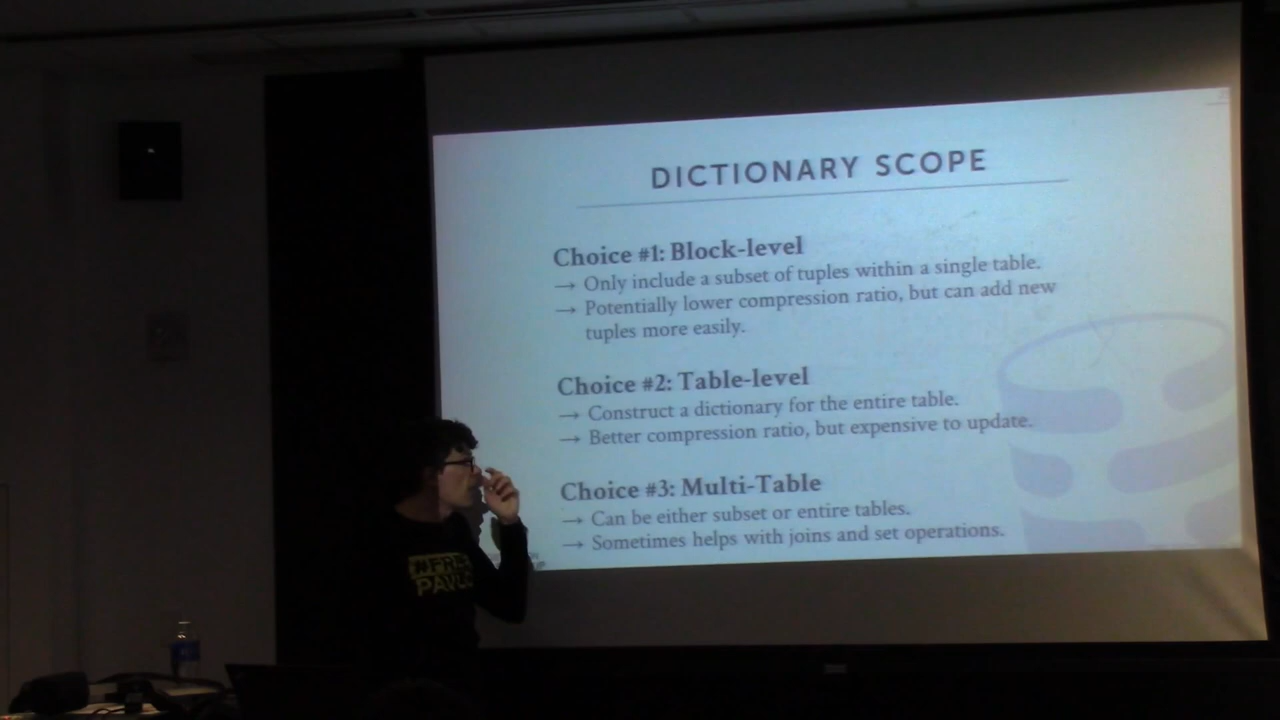 DICTIONARY SCOPE
Choice #1: Block-level
→ Only include a subset of tuples within a single table.
→ Potentially lower compression ratio, but can add new
tuples more easily.
Choice #2: Table-level
→ Construct a dictionary for the entire table.
→ Better compression ratio, but expensive to update.
Choice #3: Multi-Table
→ Can be either subset or entire tables.
→ Sometimes helps with joins and set operations.